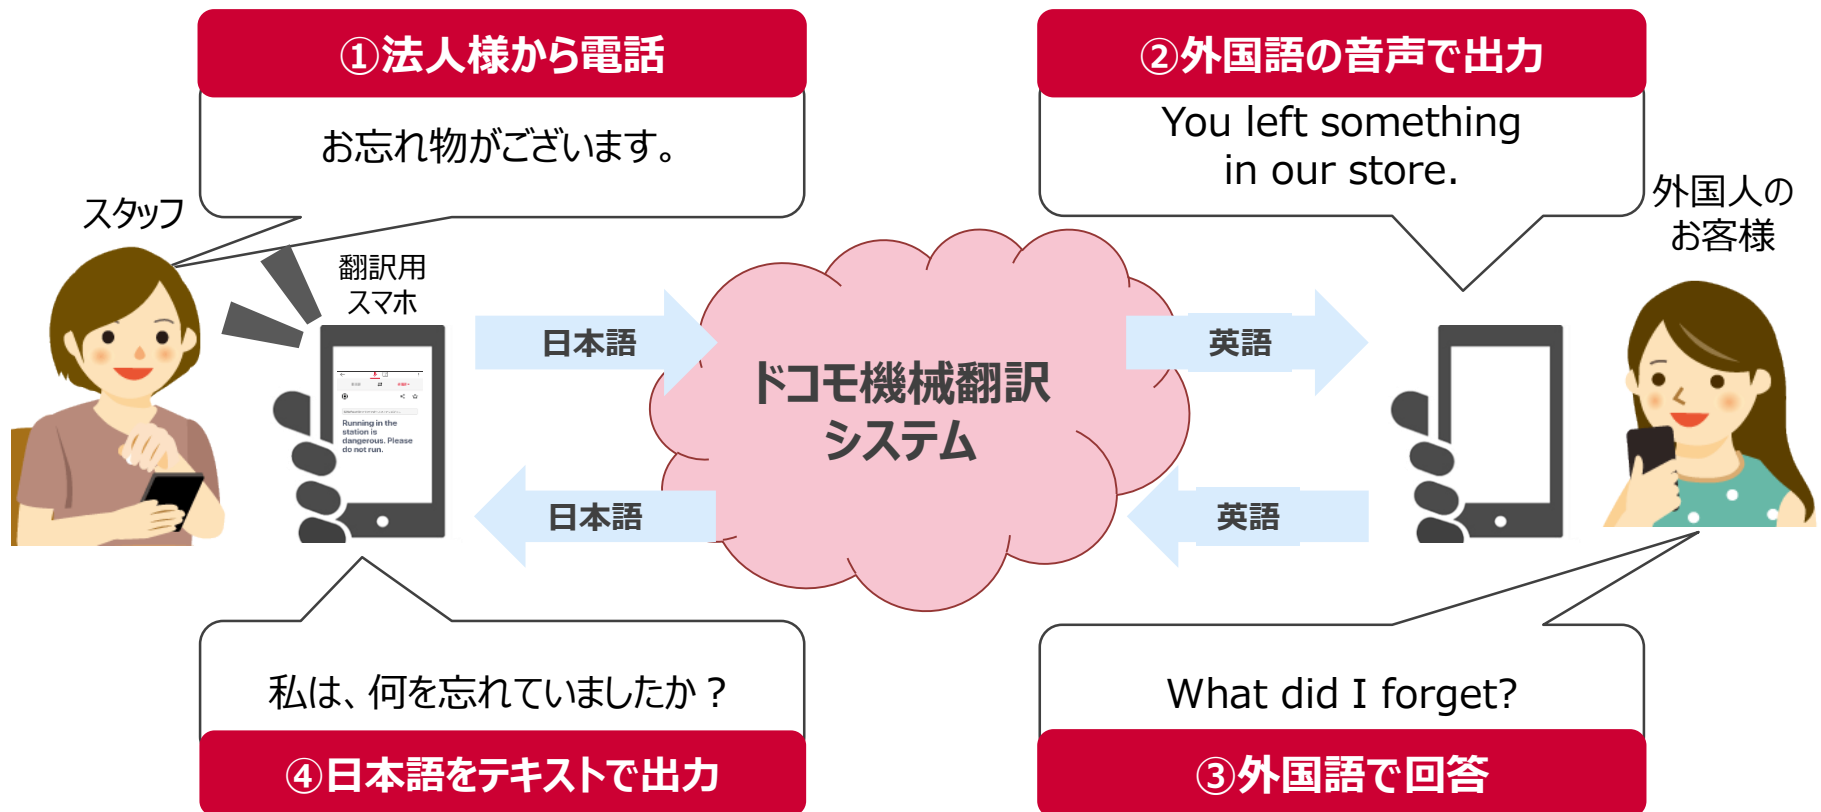 ①法人様から電話
お忘れ物がございます。
②外国語の音声で出力
You left something
in our store.
スタッフ
翻訳用
スマホ
外国人の
お客様
日本語
ドコモ機械翻訳
システム
英語
Running in the
station is
dangerous. Please
do not run.
日本語
英語
私は、何を忘れていましたか？
④日本語をテキストで出力
What did I forget?
③外国語で回答